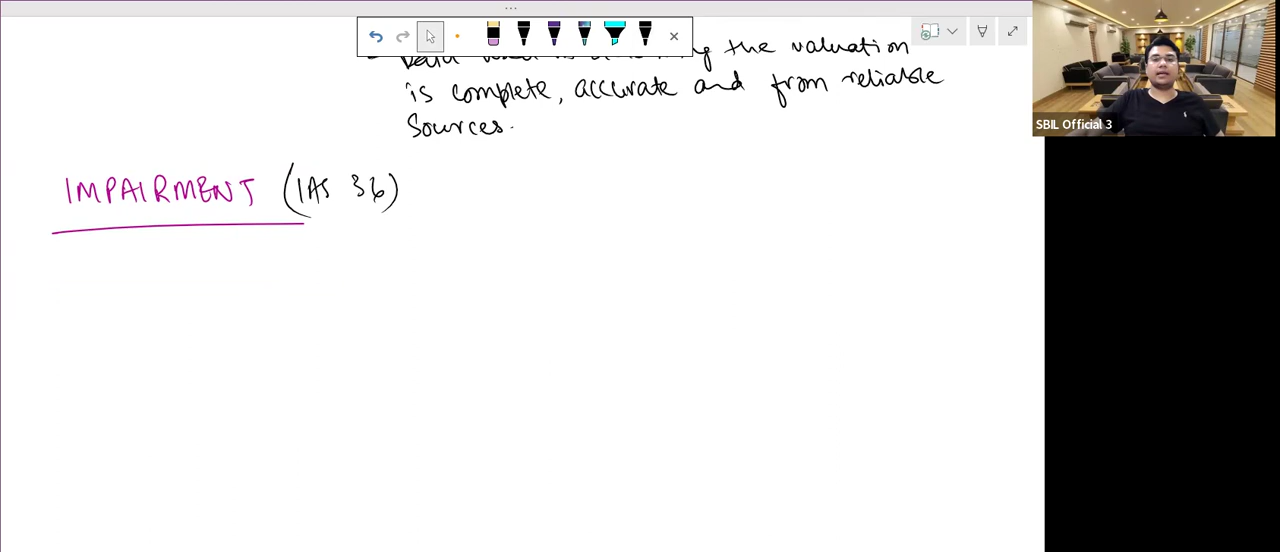 the valuation
is complete, accurate and from reliable
Sources.
IMPAIRMENT (IAS 36)
SBIL Official 3